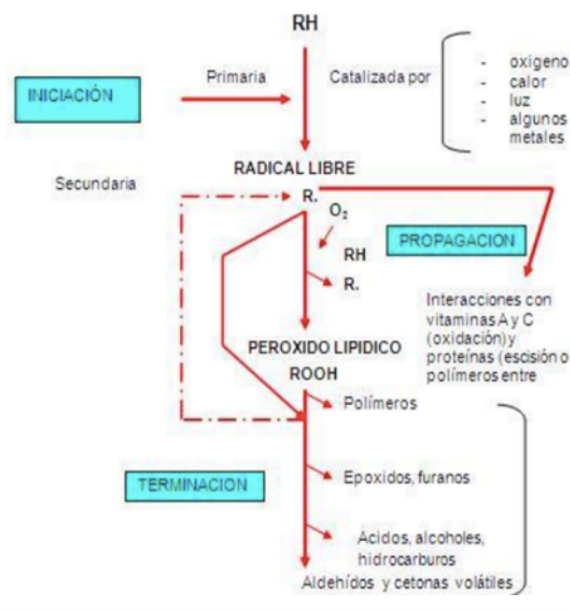 RH
INICIACIÓN
Primaria
Catalizada por
- oxigeno
- calor
- luz
- algunos
metales
RADICAL LIBRE
Secundaria
R.
O₂
PROPAGACION
RH
R.
Interacciones con
vitaminas A y C
(oxidación) y
proteínas (escisión o
polímeros entre
PEROXIDO LIPIDICO
ROOH
Polímeros
TERMINACION
Epoxidos, furanos
Acidos, alcoholes,
hidrocarburos
Aldehídos y cetonas volátiles